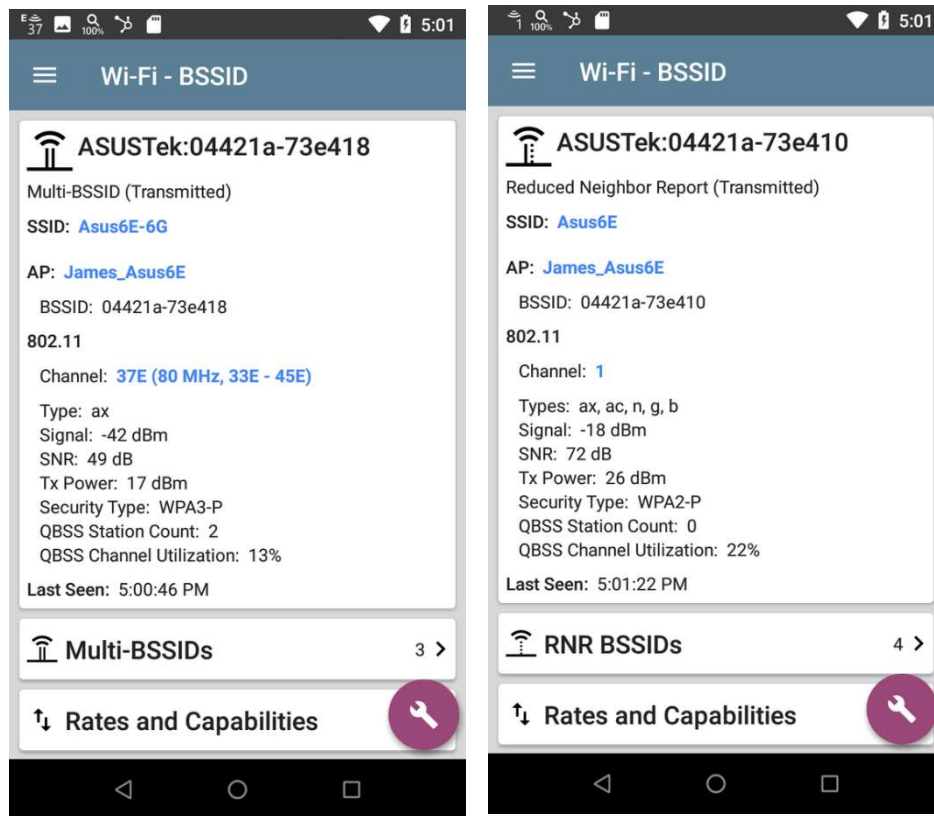 E
37
100%
5:01
Wi-Fi - BSSID
ASUSTek:04421a-73e418
Multi-BSSID (Transmitted)
SSID: Asus6E-6G
AP: James_Asus6E
BSSID: 04421a-73e418
802.11
Channel: 37E (80 MHz, 33E - 45E)
Type: ax
Signal: -42 dBm
SNR: 49 dB
Tx Power: 17 dBm
Security Type: WPA3-P
QBSS Station Count: 2
QBSS Channel Utilization: 13%
Last Seen: 5:00:46 PM
Multi-BSSIDs 3
Rates and Capabilities
1
100%
5:01
Wi-Fi - BSSID
ASUSTek:04421a-73e410
Reduced Neighbor Report (Transmitted)
SSID: Asus6E
AP: James_Asus6E
BSSID: 04421a-73e410
802.11
Channel: 1
Types: ax, ac, n, g, b
Signal: -18 dBm
SNR: 72 dB
Tx Power: 26 dBm
Security Type: WPA2-P
QBSS Station Count: 0
QBSS Channel Utilization: 22%
Last Seen: 5:01:22 PM
RNR BSSIDs 4
Rates and Capabilities